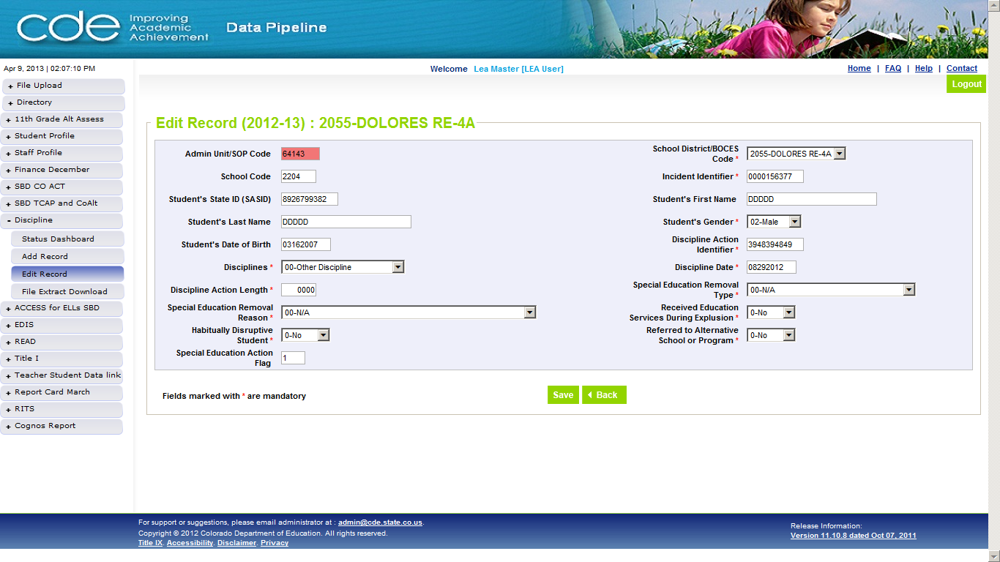 cde Improving
Academic
Achievement
Data Pipeline
Apr 9, 2013 | 02:07:10 PM
Welcome Lea Master [LEA User]
Home | FAQ | Help | Contact
Logout
+ File Upload
+ Directory
+ 11th Grade Alt Assess
+ Student Profile
+ Staff Profile
+ Finance December
+ SBD CO ACT
+ SBD TCAP and CoAlt
- Discipline
Status Dashboard
Add Record
Edit Record
File Extract Download
+ ACCESS for ELLs SBD
+ EDIS
+ READ
+ Title I
+ Teacher Student Data link
+ Report Card March
+ RITS
+ Cognos Report
Edit Record (2012-13) : 2055-DOLORES RE-4A
Admin Unit/SOP Code 64143
School District/BOCES
Code * 2055-DOLORES RE-4A
School Code 2204
Incident Identifier * 0000156377
Student's State ID (SASID) 8926799382
Student's First Name DDDDD
Student's Last Name DDDDD
Student's Gender * 02-Male
Student's Date of Birth 03162007
Discipline Action
Identifier * 3948394849
Disciplines * 00-Other Discipline
Discipline Date * 08292012
Discipline Action Length * 0000
Special Education Removal
Type * 00-N/A
Special Education Removal
Reason * 00-N/A
Received Education
Services During Explusion * 0-No
Habitually Disruptive
Student * 0-No
Referred to Alternative
School or Program * 0-No
Special Education Action
Flag 1
Fields marked with * are mandatory
Save
Back
For support or suggestions, please email administrator at : admin@cde.state.co.us.
Copyright © 2012 Colorado Department of Education. All rights reserved.
Title IX. Accessibility. Disclaimer. Privacy
Release Information:
Version 11.10.8 dated Oct 07, 2011